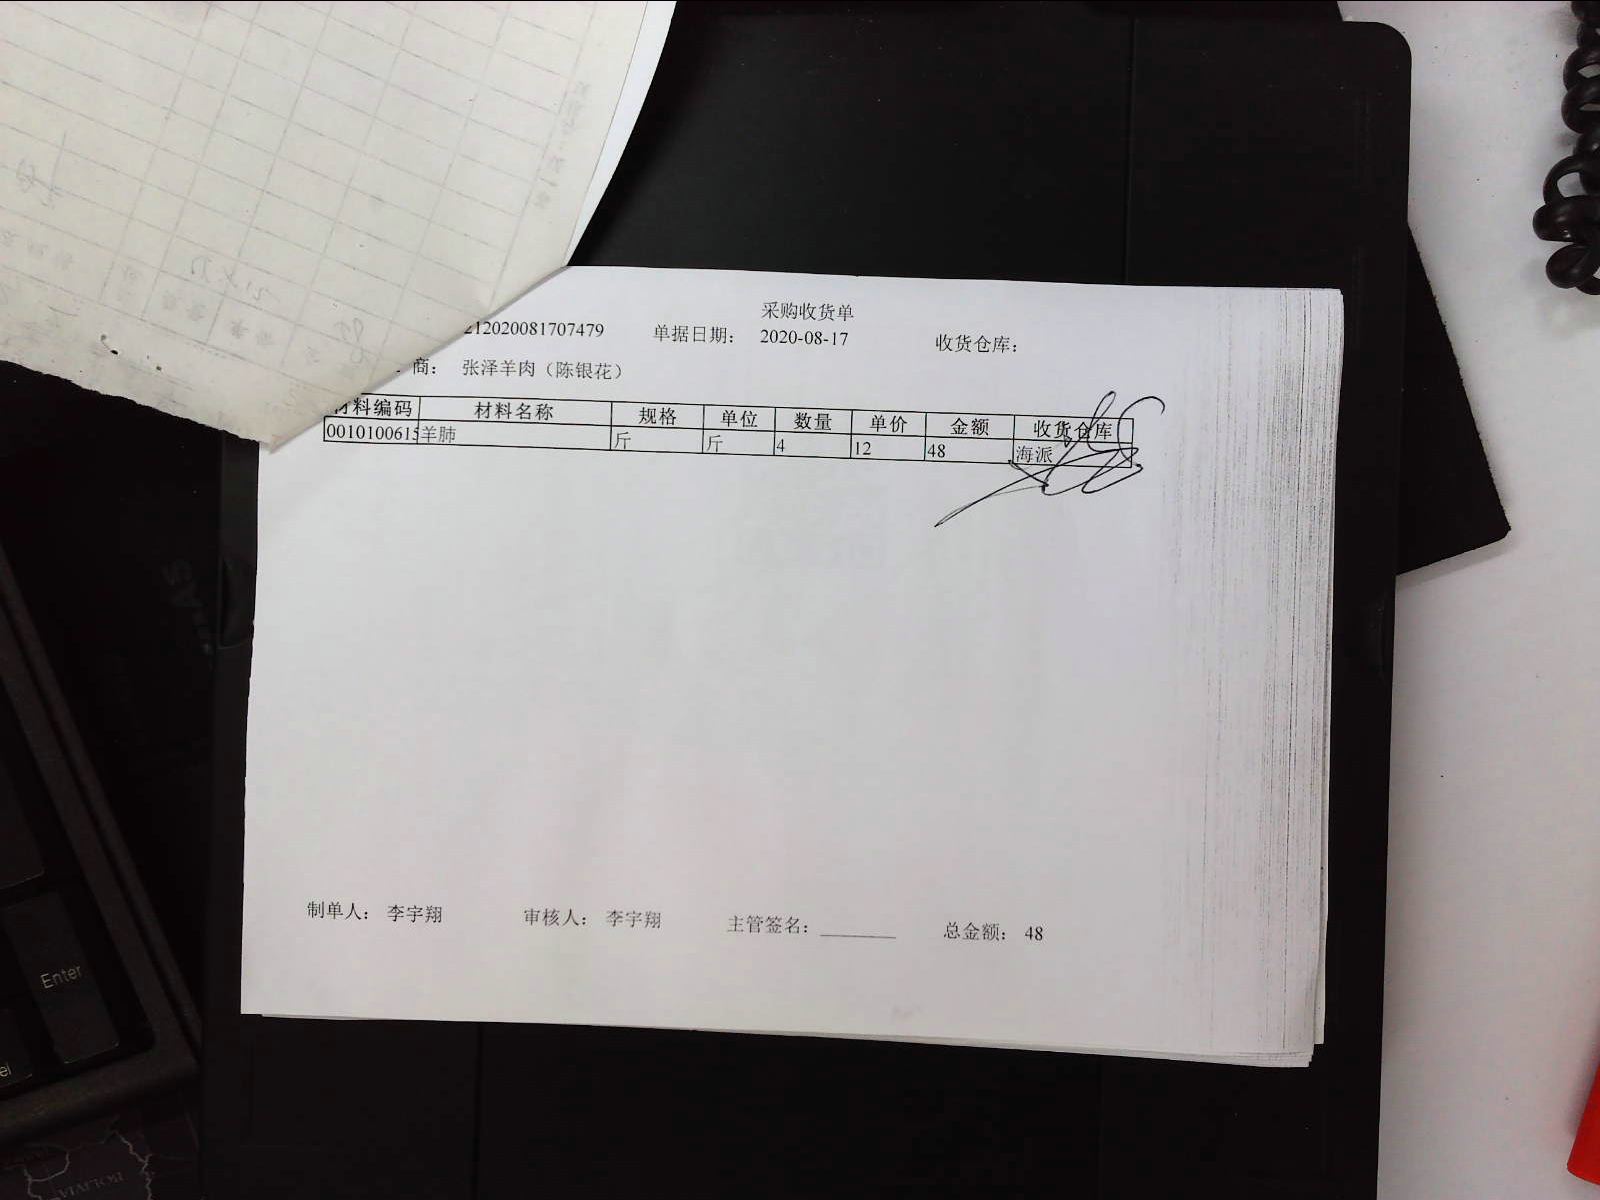 采购收货单
212020081707479 单据日期： 2020-08-17 收货仓库：
商： 张泽羊肉（陈银花）
材料编码 材料名称 规格 单位 数量 单价 金额 收货仓库
0010100615 羊肺 斤 斤 4 12 48 海派
制单人： 李宇翔 审核人： 李宇翔 主管签名： ________ 总金额： 48
Enter